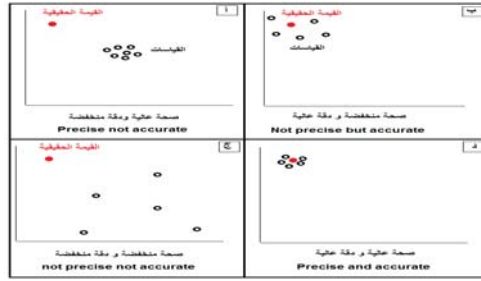 أ
القيمة الحقيقية
القياسات
صحة عالية ودقة منخفضة
Precise not accurate
ب
القيمة الحقيقية
القياسات
صحة منخفضة و دقة عالية
Not precise but accurate
ج
القيمة الحقيقية
صحة منخفضة و دقة منخفضة
not precise not accurate
د
صحة عالية و دقة عالية
Precise and accurate